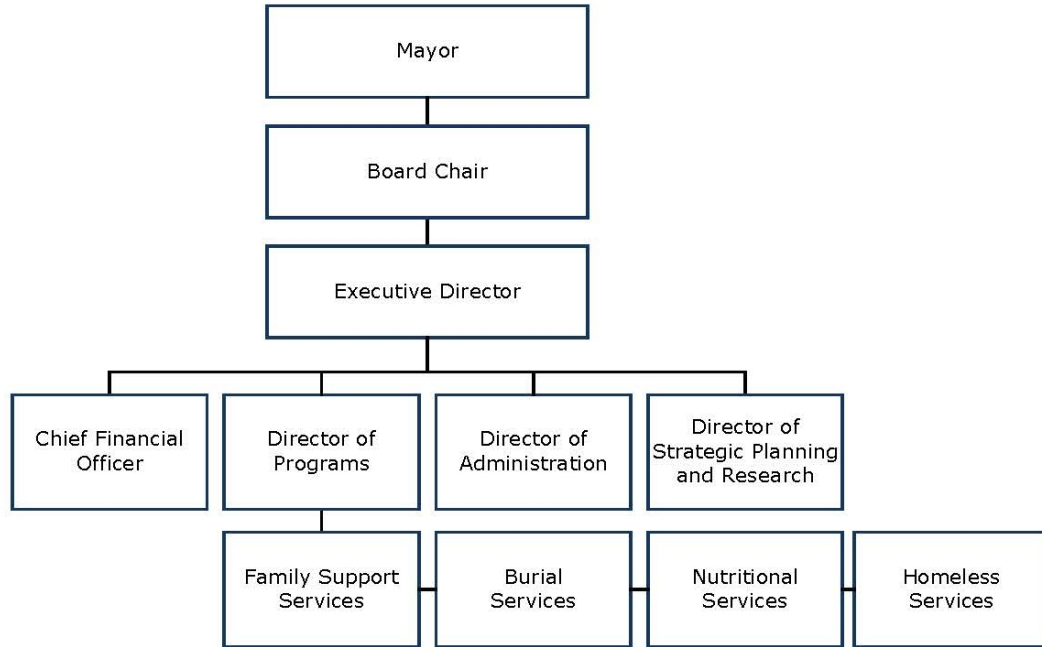 Mayor
Board Chair
Executive Director
Chief Financial
Officer
Director of
Programs
Director of
Administration
Director of
Strategic Planning
and Research
Family Support
Services
Burial
Services
Nutritional
Services
Homeless
Services